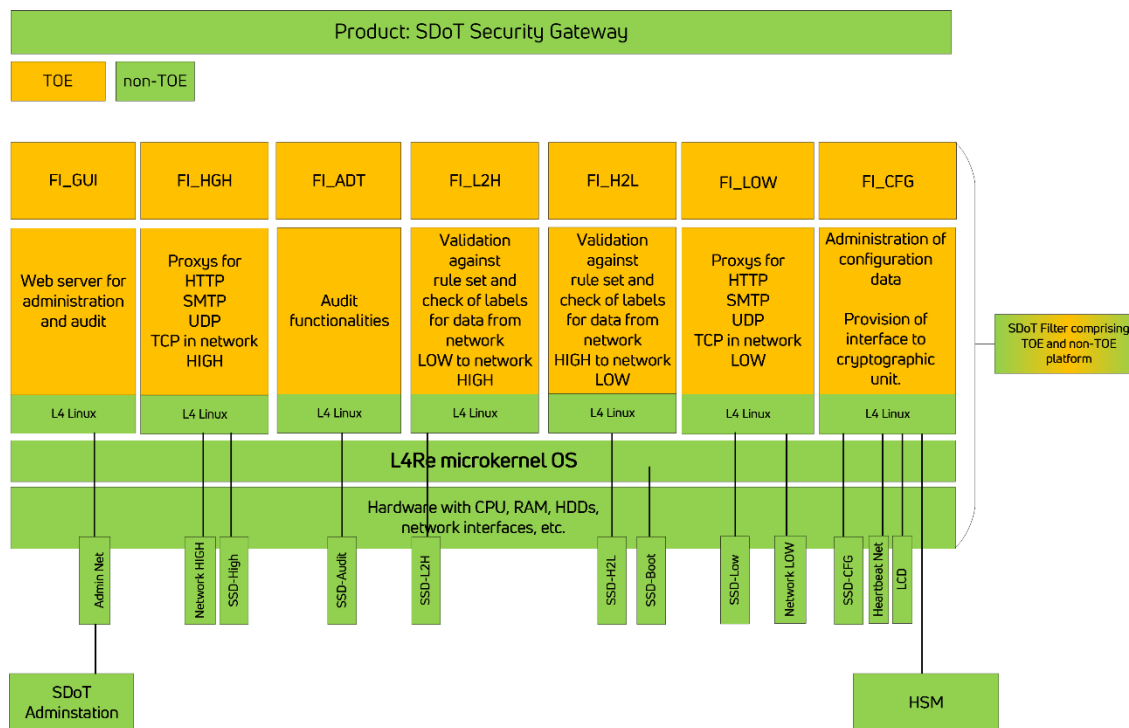 Product: SDoT Security Gateway
TOE
non-TOE
FI_GUI
FI_HGH
FI_ADT
FI_L2H
FI_H2L
FI_LOW
FI_CFG
Web server for
administration
and audit
Proxys for
HTTP
SMTP
UDP
TCP in network
HIGH
Audit
functionalities
Validation
against
rule set and
check of labels
for data from
network
LOW to network
HIGH
Validation
against
rule set and
check of labels
for data from
network
HIGH to network
LOW
Proxys for
HTTP
SMTP
UDP
TCP in network
LOW
Administration of
configuration
data
Provision of
interface to
cryptographic
unit.
SDoT Filter comprising
TOE and non-TOE
platform
L4 Linux
L4 Linux
L4 Linux
L4 Linux
L4 Linux
L4 Linux
L4 Linux
L4Re microkernel OS
Hardware with CPU, RAM, HDDs,
network interfaces, etc.
Admin Net
Network HIGH
SSD-High
SSD-Audit
SSD-L2H
SSD-H2L
SSD-Boot
SSD-Low
Network LOW
SSD-CFG
Heartbeat Net
LCD
SDoT
Adminstation
HSM